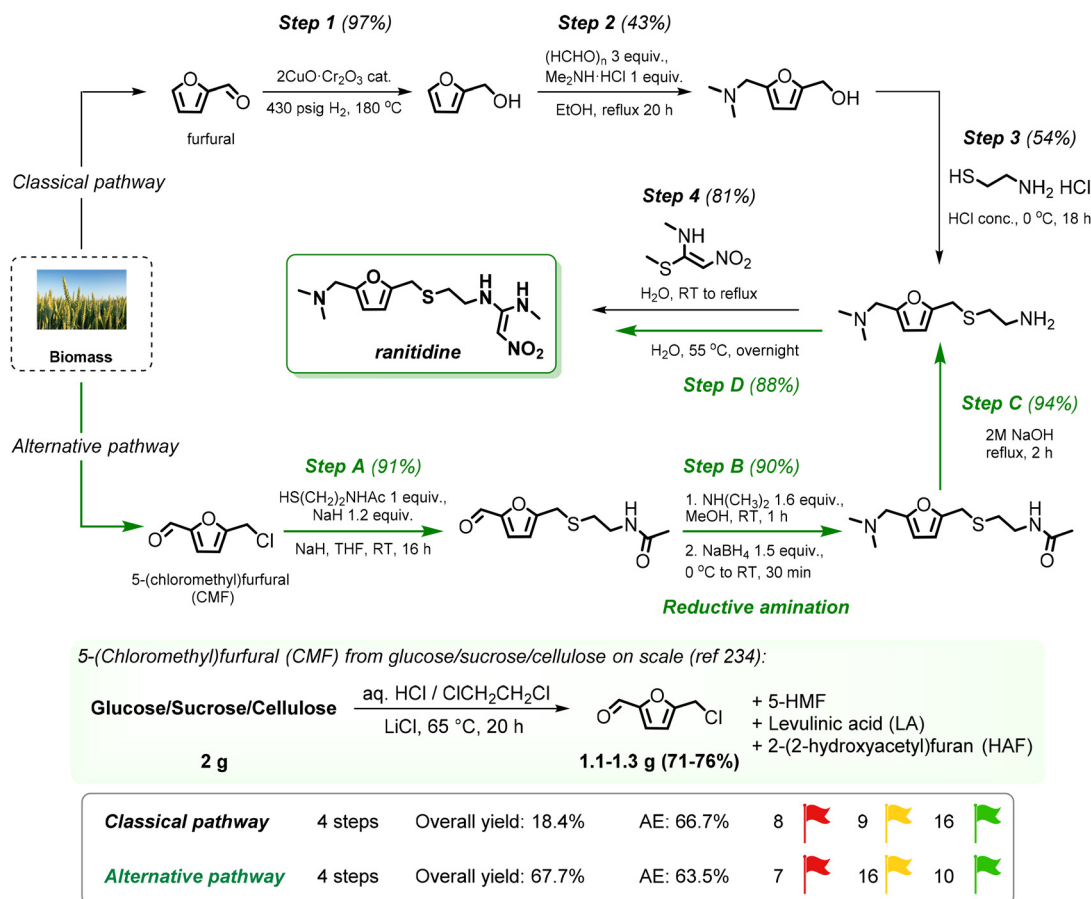 Step 1 (97%)
2CuO·Cr₂O₃ cat.
430 psig H₂, 180 °C
O
O
furfural
O
OH
Step 2 (43%)
(HCHO)ₙ 3 equiv.,
Me₂NH·HCl 1 equiv.
EtOH, reflux 20 h
N
O
OH
Classical pathway
Step 3 (54%)
HS
NH₂ HCl
HCl conc., 0 °C, 18 h
Step 4 (81%)
H
N
S
NO₂
H₂O, RT to reflux
H₂O, 55 °C, overnight
Step D (88%)
Biomass
N
O
S
H
N
H
N
NO₂
ranitidine
N
O
S
NH₂
Step C (94%)
2M NaOH
reflux, 2 h
Alternative pathway
O
O
Cl
5-(chloromethyl)furfural
(CMF)
Step A (91%)
HS(CH₂)₂NHAc 1 equiv.,
NaH 1.2 equiv.
NaH, THF, RT, 16 h
O
O
S
H
N
O
Step B (90%)
1. NH(CH₃)₂ 1.6 equiv.,
MeOH, RT, 1 h
2. NaBH₄ 1.5 equiv.,
0 °C to RT, 30 min
Reductive amination
N
O
S
H
N
O
5-(Chloromethyl)furfural (CMF) from glucose/sucrose/cellulose on scale (ref 234):
Glucose/Sucrose/Cellulose
2 g
aq. HCl / ClCH₂CH₂Cl
LiCl, 65 °C, 20 h
O
O
Cl
1.1-1.3 g (71-76%)
+ 5-HMF
+ Levulinic acid (LA)
+ 2-(2-hydroxyacetyl)furan (HAF)
Classical pathway 4 steps Overall yield: 18.4% AE: 66.7% 8 9 16
Alternative pathway 4 steps Overall yield: 67.7% AE: 63.5% 7 16 10